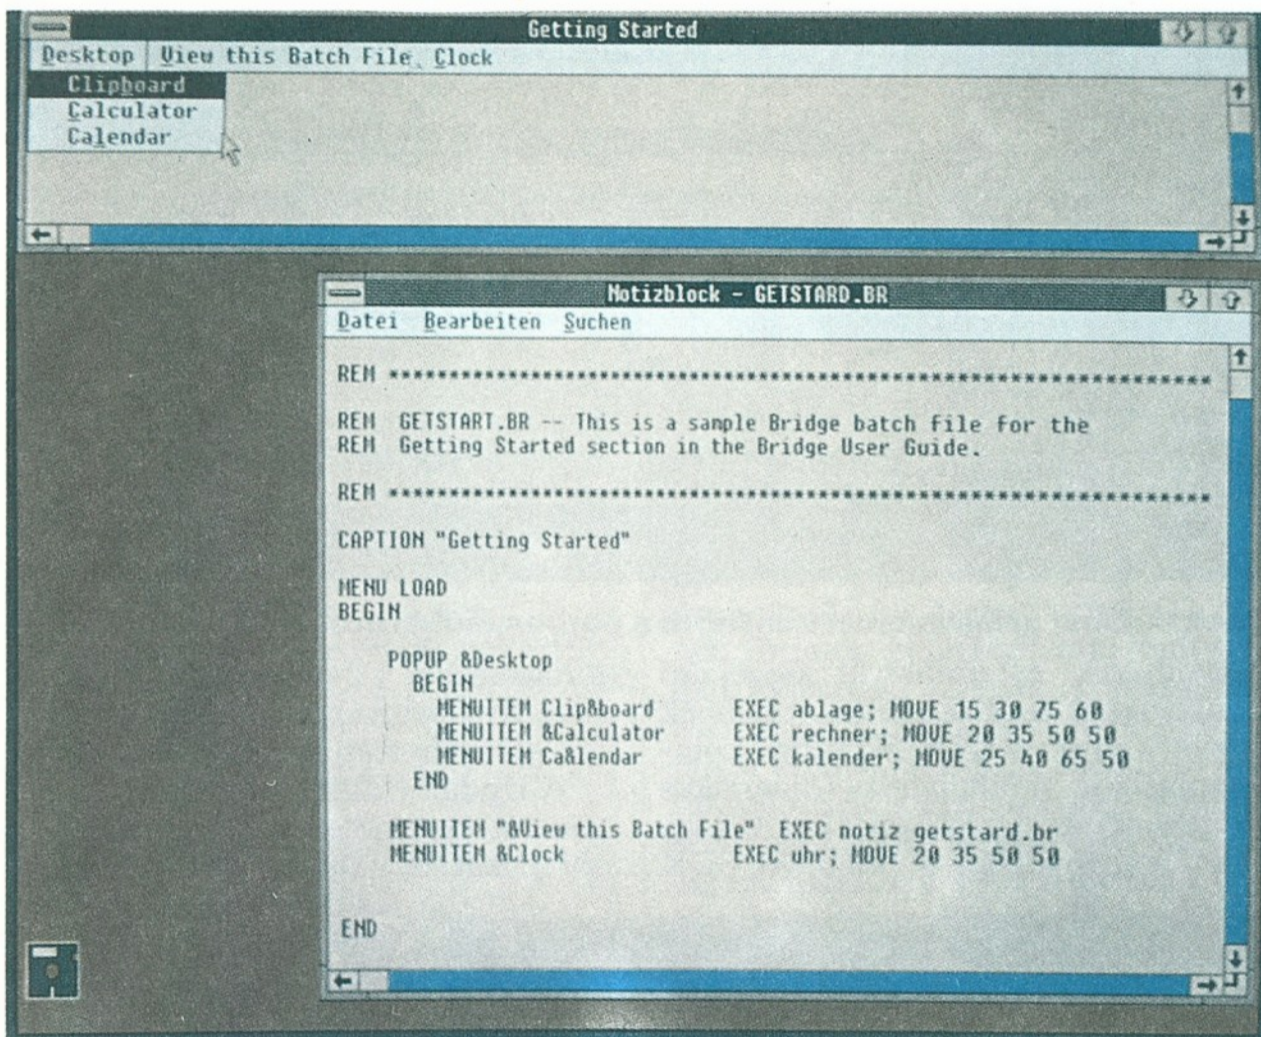 Getting Started
Desktop View this Batch File Clock
Clipboard
Calculator
Calendar
Notizblock - GETSTARD.BR
Datei Bearbeiten Suchen
REM *******************************************************************
REM GETSTART.BR -- This is a sample Bridge batch file for the
REM Getting Started section in the Bridge User Guide.
REM *******************************************************************
CAPTION "Getting Started"
MENU LOAD
BEGIN
POPUP &Desktop
BEGIN
MENUITEM Clip&board EXEC ablage; MOVE 15 30 75 60
MENUITEM &Calculator EXEC rechner; MOVE 20 35 50 50
MENUITEM Ca&lendar EXEC kalender; MOVE 25 40 65 50
END
MENUITEM "&View this Batch File" EXEC notiz getstard.br
MENUITEM &Clock EXEC uhr; MOVE 20 35 50 50
END